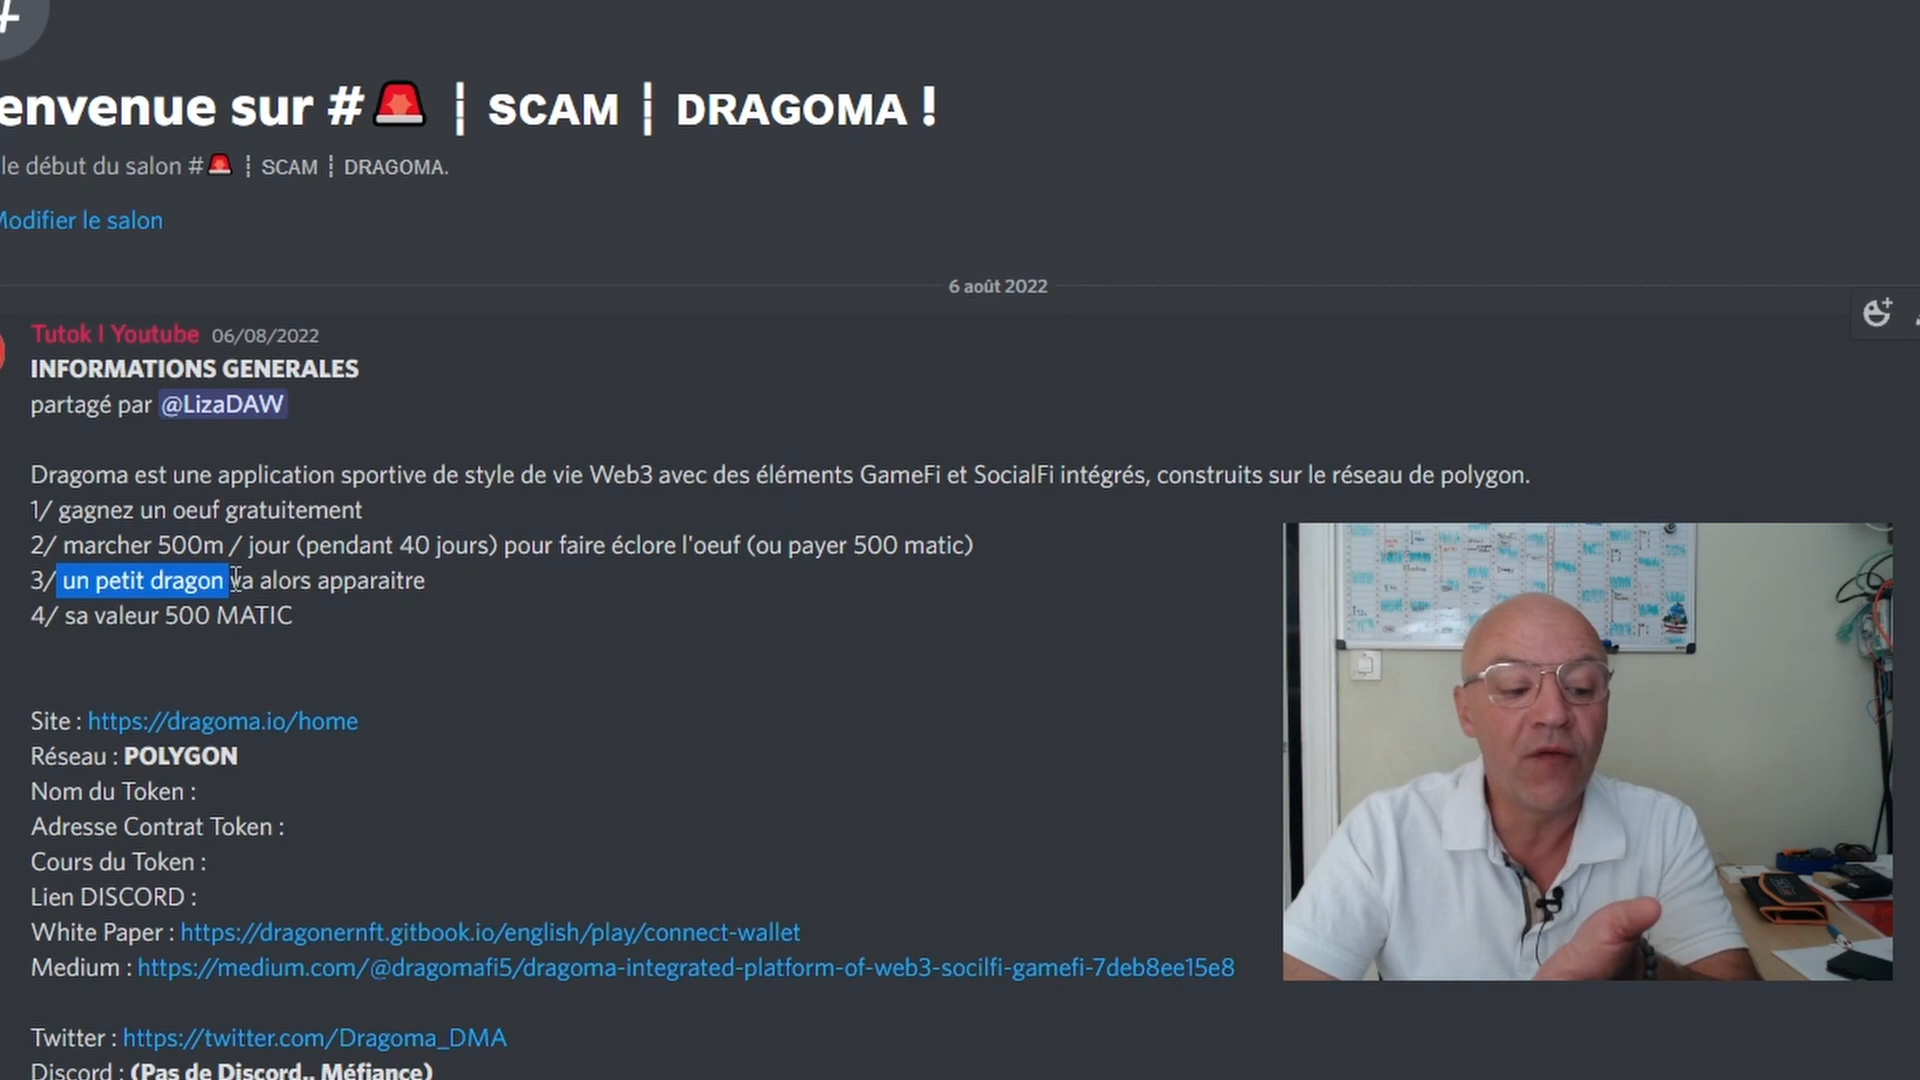 #
envenue sur #🚨 ┊ SCAM ┊ DRAGOMA !
le début du salon #🚨 ┊ SCAM ┊ DRAGOMA.
Modifier le salon
6 août 2022
Tutok I Youtube 06/08/2022
INFORMATIONS GENERALES
partagé par @LizaDAW
Dragoma est une application sportive de style de vie Web3 avec des éléments GameFi et SocialFi intégrés, construits sur le réseau de polygon.
1/ gagnez un oeuf gratuitement
2/ marcher 500m / jour (pendant 40 jours) pour faire éclore l'oeuf (ou payer 500 matic)
3/ un petit dragon va alors apparaitre
4/ sa valeur 500 MATIC
Site : https://dragoma.io/home
Réseau : POLYGON
Nom du Token :
Adresse Contrat Token :
Cours du Token :
Lien DISCORD :
White Paper : https://dragonernft.gitbook.io/english/play/connect-wallet
Medium : https://medium.com/@dragomafi5/dragoma-integrated-platform-of-web3-socilfi-gamefi-7deb8ee15e8
Twitter : https://twitter.com/Dragoma_DMA
Discord : (Pas de Discord.. Méfiance)